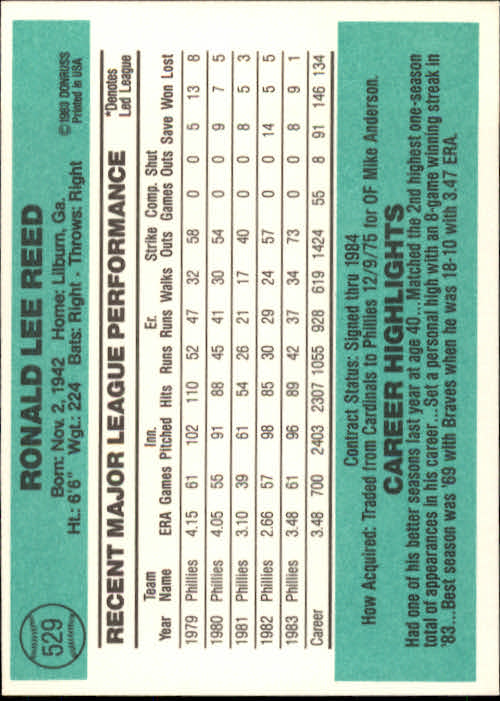 529
RONALD LEE REED
Born: Nov. 2, 1942 Home: Lilburn, Ga.
Ht.: 6'6" Wgt.: 224 Bats: Right - Throws: Right
© 1983 DONRUSS
Printed in USA
RECENT MAJOR LEAGUE PERFORMANCE
*Denotes
Led League
Team Inn. Er. Strike Comp. Shut
Year Name ERA Games Pitched Hits Runs Runs Walks Outs Games Outs Save Won Lost
1979 Phillies 4.15 61 102 110 52 47 32 58 0 0 5 13 8
1980 Phillies 4.05 55 91 88 45 41 30 54 0 0 9 7 5
1981 Phillies 3.10 39 61 54 26 21 17 40 0 0 8 5 3
1982 Phillies 2.66 57 98 85 30 29 24 57 0 0 14 5 5
1983 Phillies 3.48 61 96 89 42 37 34 73 0 0 8 9 1
Career 3.48 700 2403 2307 1055 928 619 1424 55 8 91 146 134
Contract Status: Signed thru 1984
How Acquired: Traded from Cardinals to Phillies 12/9/75 for OF Mike Anderson.
CAREER HIGHLIGHTS
Had one of his better seasons last year at age 40...Matched the 2nd highest one-season
total of appearances in his career...Set a personal high with an 8-game winning streak in
'83...Best season was '69 with Braves when he was 18-10 with 3.47 ERA.